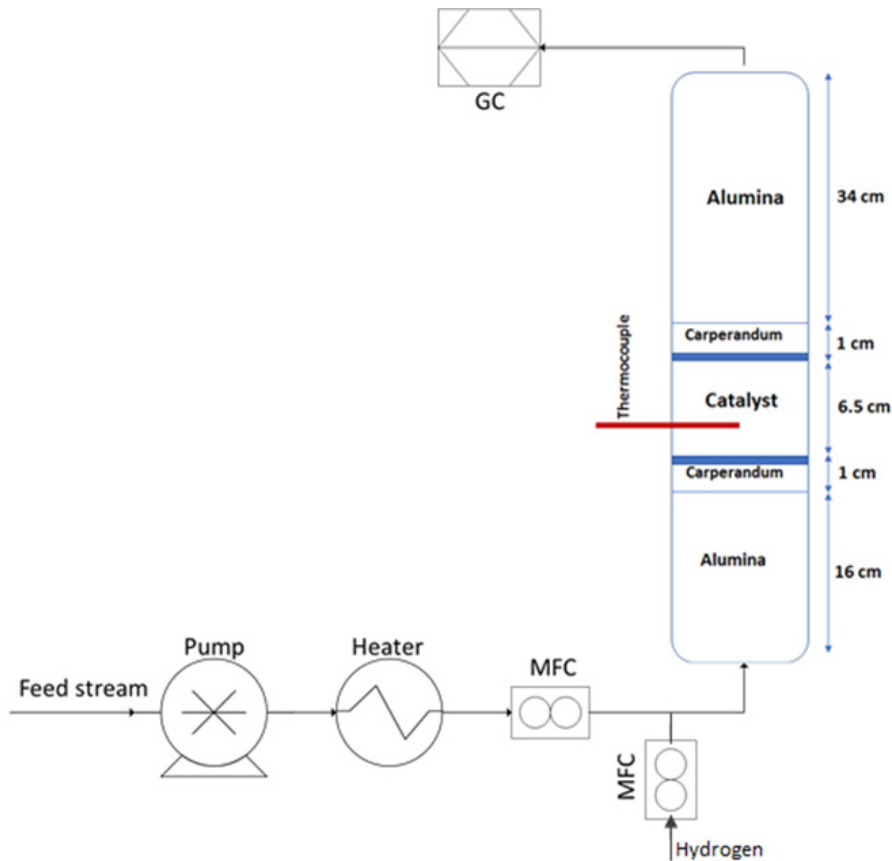 GC
Alumina
34 cm
Carperandum
1 cm
Thermocouple
Catalyst
6.5 cm
Carperandum
1 cm
Alumina
16 cm
Pump
Heater
MFC
Feed stream
MFC
Hydrogen